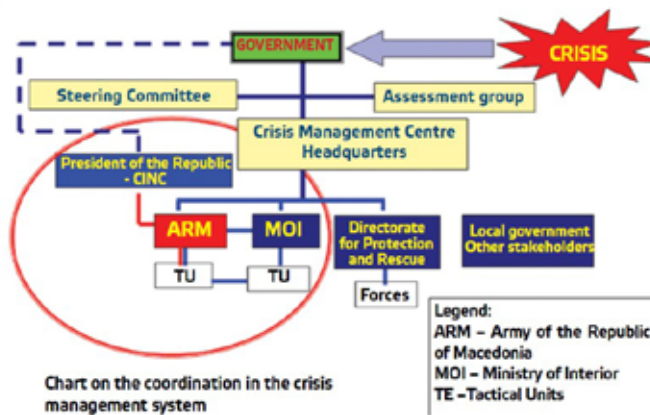 GOVERNMENT
CRISIS
Steering Committee
Assessment group
Crisis Management Centre
Headquarters
President of the Republic
- CINC
ARM
MOI
Directorate
for Protection
and Rescue
Local government
Other stakeholders
TU
TU
Forces
Legend:
ARM – Army of the Republic
of Macedonia
MOI – Ministry of Interior
TE –Tactical Units
Chart on the coordination in the crisis
management system